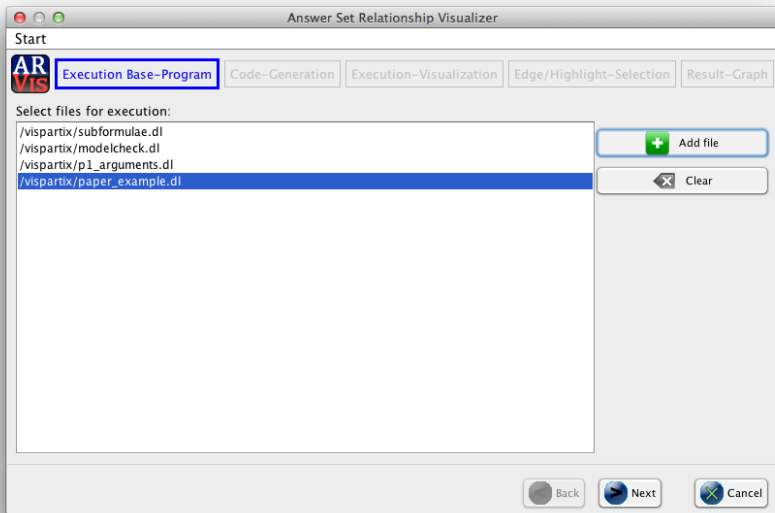 Answer Set Relationship Visualizer
Start
AR
VIS
Execution Base-Program Code-Generation Execution-Visualization Edge/Highlight-Selection Result-Graph
Select files for execution:
/vispartix/subformulae.dl
/vispartix/modelcheck.dl
/vispartix/p1_arguments.dl
/vispartix/paper_example.dl
Add file
Clear
Back Next Cancel